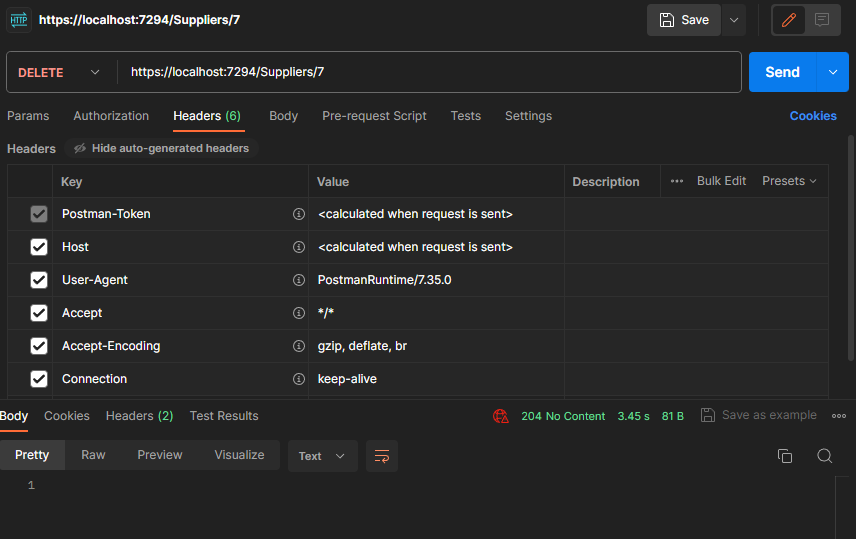 HTTP https://localhost:7294/Suppliers/7 Save
DELETE https://localhost:7294/Suppliers/7 Send
Params Authorization Headers (6) Body Pre-request Script Tests Settings Cookies
Headers Hide auto-generated headers
Key Value Description Bulk Edit Presets
Postman-Token <calculated when request is sent>
Host <calculated when request is sent>
User-Agent PostmanRuntime/7.35.0
Accept */*
Accept-Encoding gzip, deflate, br
Connection keep-alive
Body Cookies Headers (2) Test Results 204 No Content 3.45 s 81 B Save as example
Pretty Raw Preview Visualize Text
1